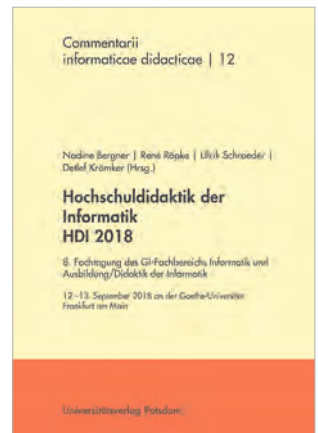 Commentarii
informaticae didacticae | 12
Nadine Bergner | René Röpke | Ulrik Schroeder |
Detlef Krömker (Hrsg.)
Hochschuldidaktik der
Informatik
HDI 2018
8. Fachtagung des GI-Fachbereichs Informatik und
Ausbildung/Didaktik der Informatik
12.–13. September 2018 an der Goethe-Universität
Frankfurt am Main
Universitätsverlag Potsdam